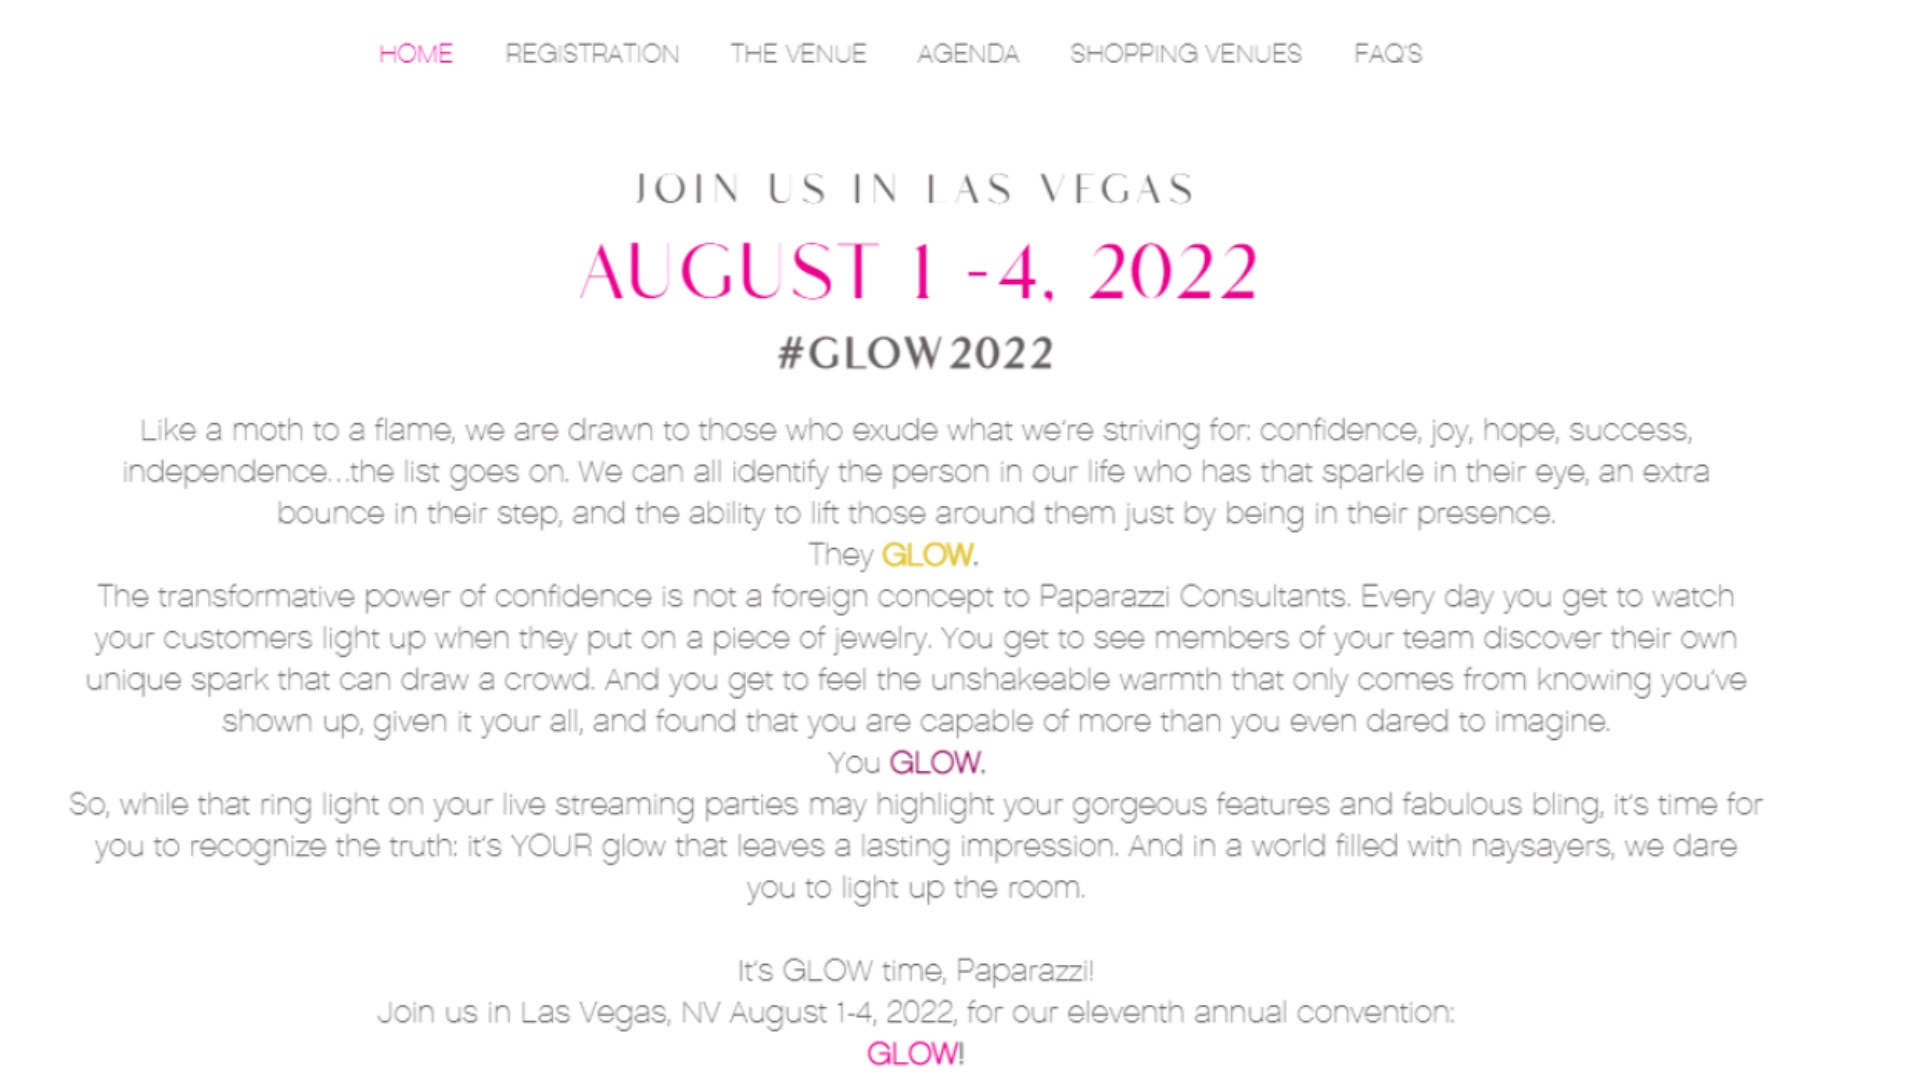 HOME REGISTRATION THE VENUE AGENDA SHOPPING VENUES FAQ'S
JOIN US IN LAS VEGAS
AUGUST 1 -4, 2022
#GLOW2022
Like a moth to a flame, we are drawn to those who exude what we're striving for: confidence, joy, hope, success,
independence...the list goes on. We can all identify the person in our life who has that sparkle in their eye, an extra
bounce in their step, and the ability to lift those around them just by being in their presence.
They GLOW.
The transformative power of confidence is not a foreign concept to Paparazzi Consultants. Every day you get to watch
your customers light up when they put on a piece of jewelry. You get to see members of your team discover their own
unique spark that can draw a crowd. And you get to feel the unshakeable warmth that only comes from knowing you've
shown up, given it your all, and found that you are capable of more than you even dared to imagine.
You GLOW.
So, while that ring light on your live streaming parties may highlight your gorgeous features and fabulous bling, it's time for
you to recognize the truth: it's YOUR glow that leaves a lasting impression. And in a world filled with naysayers, we dare
you to light up the room.
It's GLOW time, Paparazzi!
Join us in Las Vegas, NV August 1-4, 2022, for our eleventh annual convention:
GLOW!